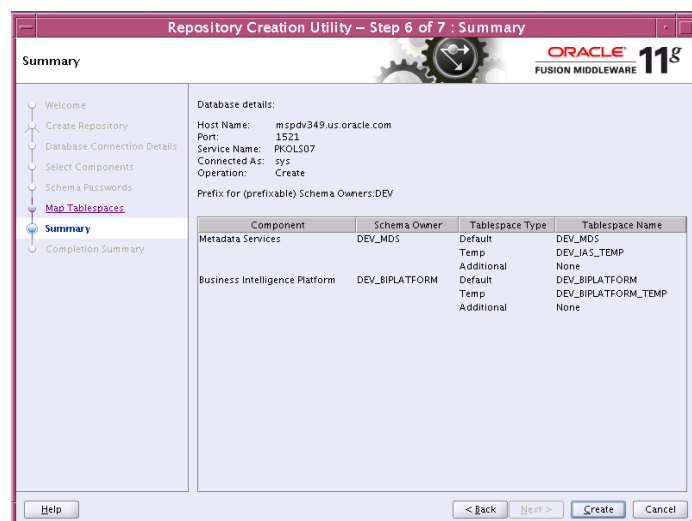 Repository Creation Utility – Step 6 of 7 : Summary
Summary
ORACLE
FUSION MIDDLEWARE 11g
Welcome
Create Repository
Database Connection Details
Select Components
Schema Passwords
Map Tablespaces
Summary
Completion Summary
Database details:
Host Name: mspdv349.us.oracle.com
Port: 1521
Service Name: PKOLS07
Connected As: sys
Operation: Create
Prefix for (prefixable) Schema Owners:DEV
Component Schema Owner Tablespace Type Tablespace Name
Metadata Services DEV_MDS Default DEV_MDS
Temp DEV_IAS_TEMP
Additional None
Business Intelligence Platform DEV_BIPLATFORM Default DEV_BIPLATFORM
Temp DEV_BIPLATFORM_TEMP
Additional None
Help < Back Next > Create Cancel